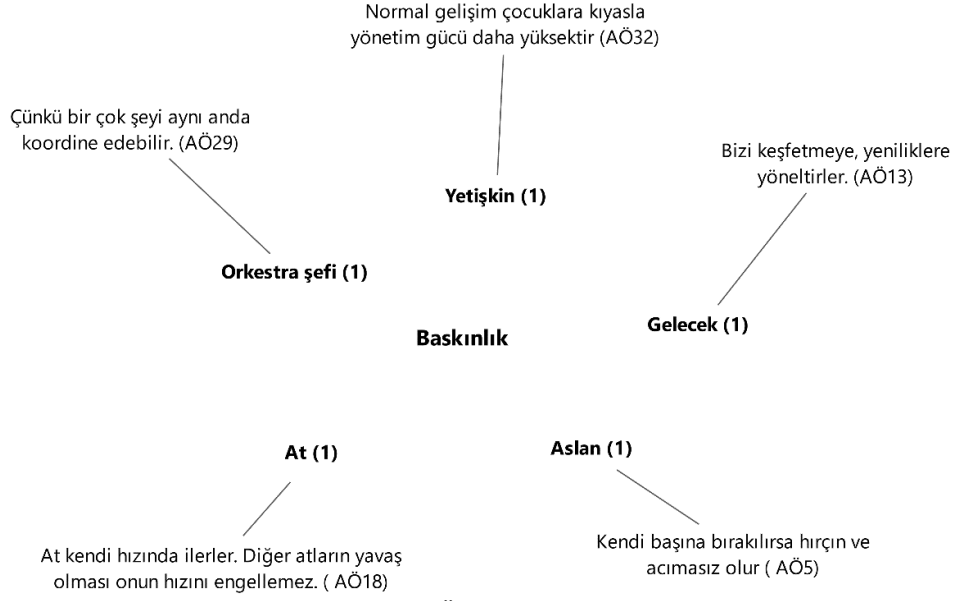 Normal gelişim çocuklara kıyasla
yönetim gücü daha yüksektir (AÖ32)
Çünkü bir çok şeyi aynı anda
koordine edebilir. (AÖ29)
Bizi keşfetmeye, yeniliklere
yöneltirler. (AÖ13)
Yetişkin (1)
Orkestra şefi (1)
Gelecek (1)
Baskınlık
At (1)
Aslan (1)
At kendi hızında ilerler. Diğer atların yavaş
olması onun hızını engellemez. ( AÖ18)
Kendi başına bırakılırsa hırçın ve
acımasız olur ( AÖ5)